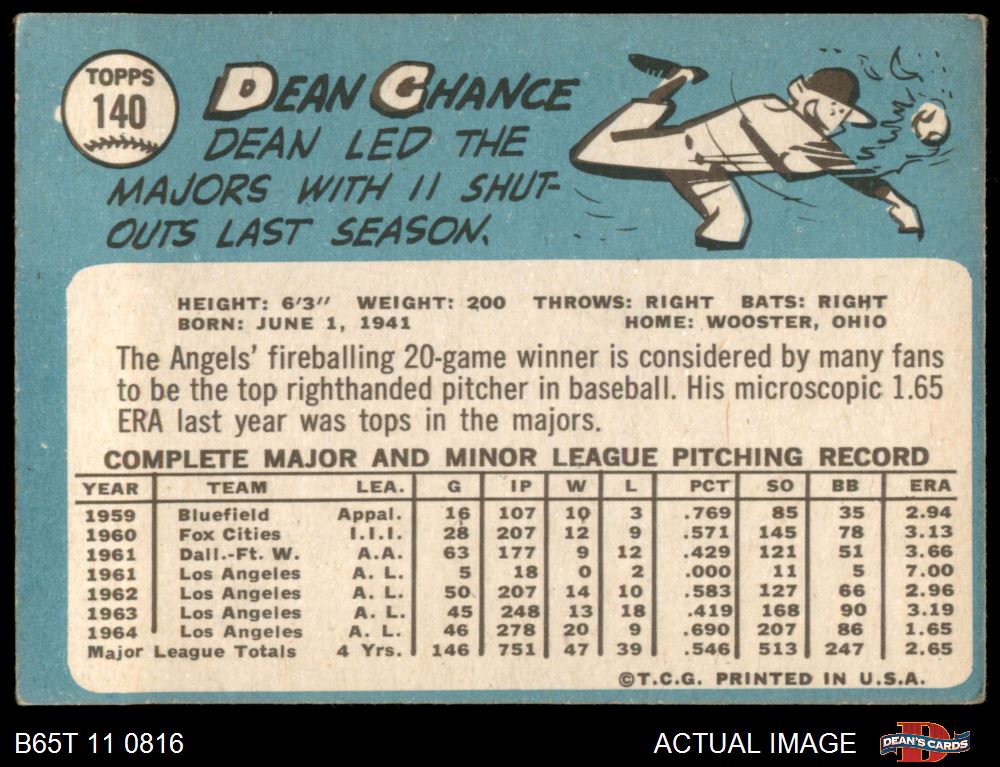 TOPPS
140
DEAN CHANCE
DEAN LED THE
MAJORS WITH 11 SHUT-
OUTS LAST SEASON.
HEIGHT: 6'3" WEIGHT: 200 THROWS: RIGHT BATS: RIGHT
BORN: JUNE 1, 1941 HOME: WOOSTER, OHIO
The Angels' fireballing 20-game winner is considered by many fans
to be the top righthanded pitcher in baseball. His microscopic 1.65
ERA last year was tops in the majors.
COMPLETE MAJOR AND MINOR LEAGUE PITCHING RECORD
YEAR TEAM LEA. G IP W L PCT SO BB ERA
1959 Bluefield Appal. 16 107 10 3 .769 85 35 2.94
1960 Fox Cities I.I.I. 28 207 12 9 .571 145 78 3.13
1961 Dall.-Ft. W. A.A. 63 177 9 12 .429 121 51 3.66
1961 Los Angeles A. L. 5 18 0 2 .000 11 5 7.00
1962 Los Angeles A. L. 50 207 14 10 .583 127 66 2.96
1963 Los Angeles A. L. 45 248 13 18 .419 168 90 3.19
1964 Los Angeles A. L. 46 278 20 9 .690 207 86 1.65
Major League Totals 4 Yrs. 146 751 47 39 .546 513 247 2.65
©T.C.G. PRINTED IN U.S.A.
B65T 11 0816 ACTUAL IMAGE DEAN'S CARDS